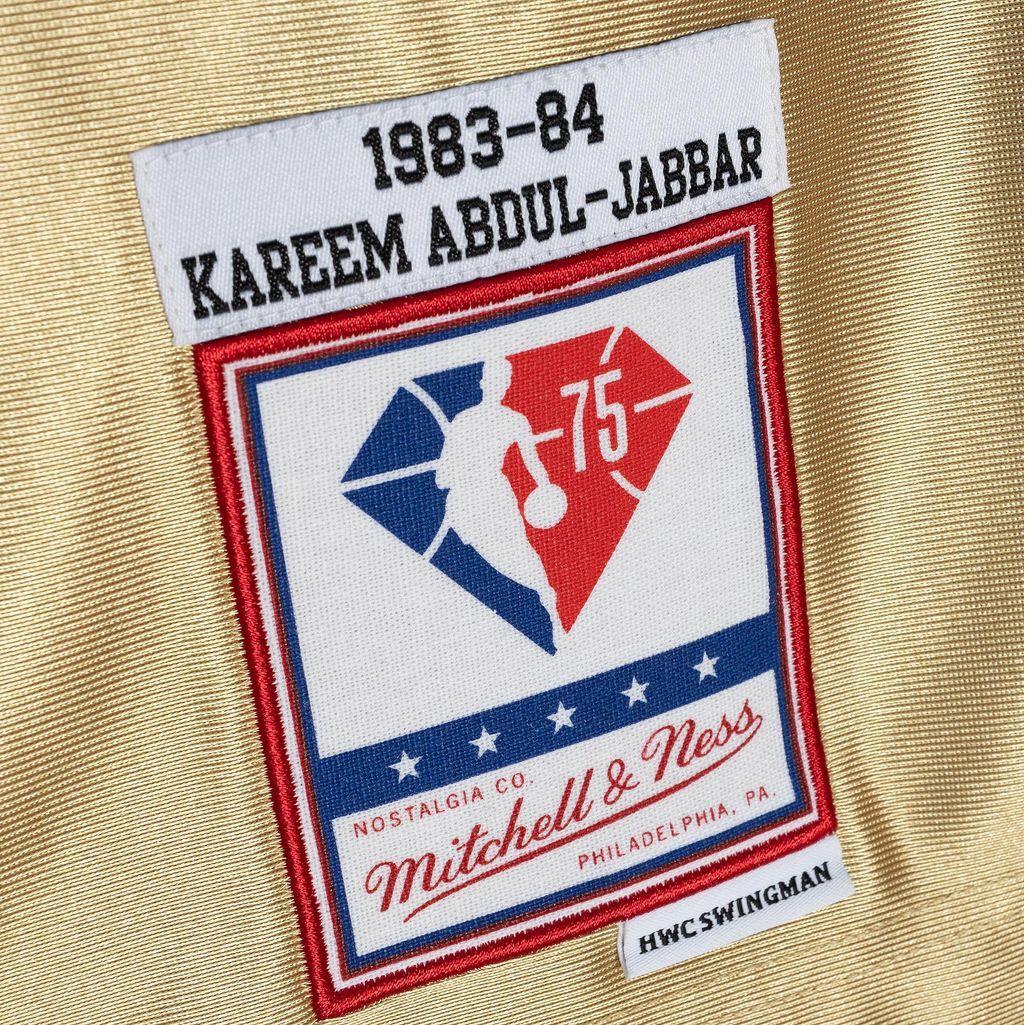 1983-84
KAREEM ABDUL-JABBAR
75
NOSTALGIA CO.
Mitchell & Ness
PHILADELPHIA, PA.
HWC SWINGMAN